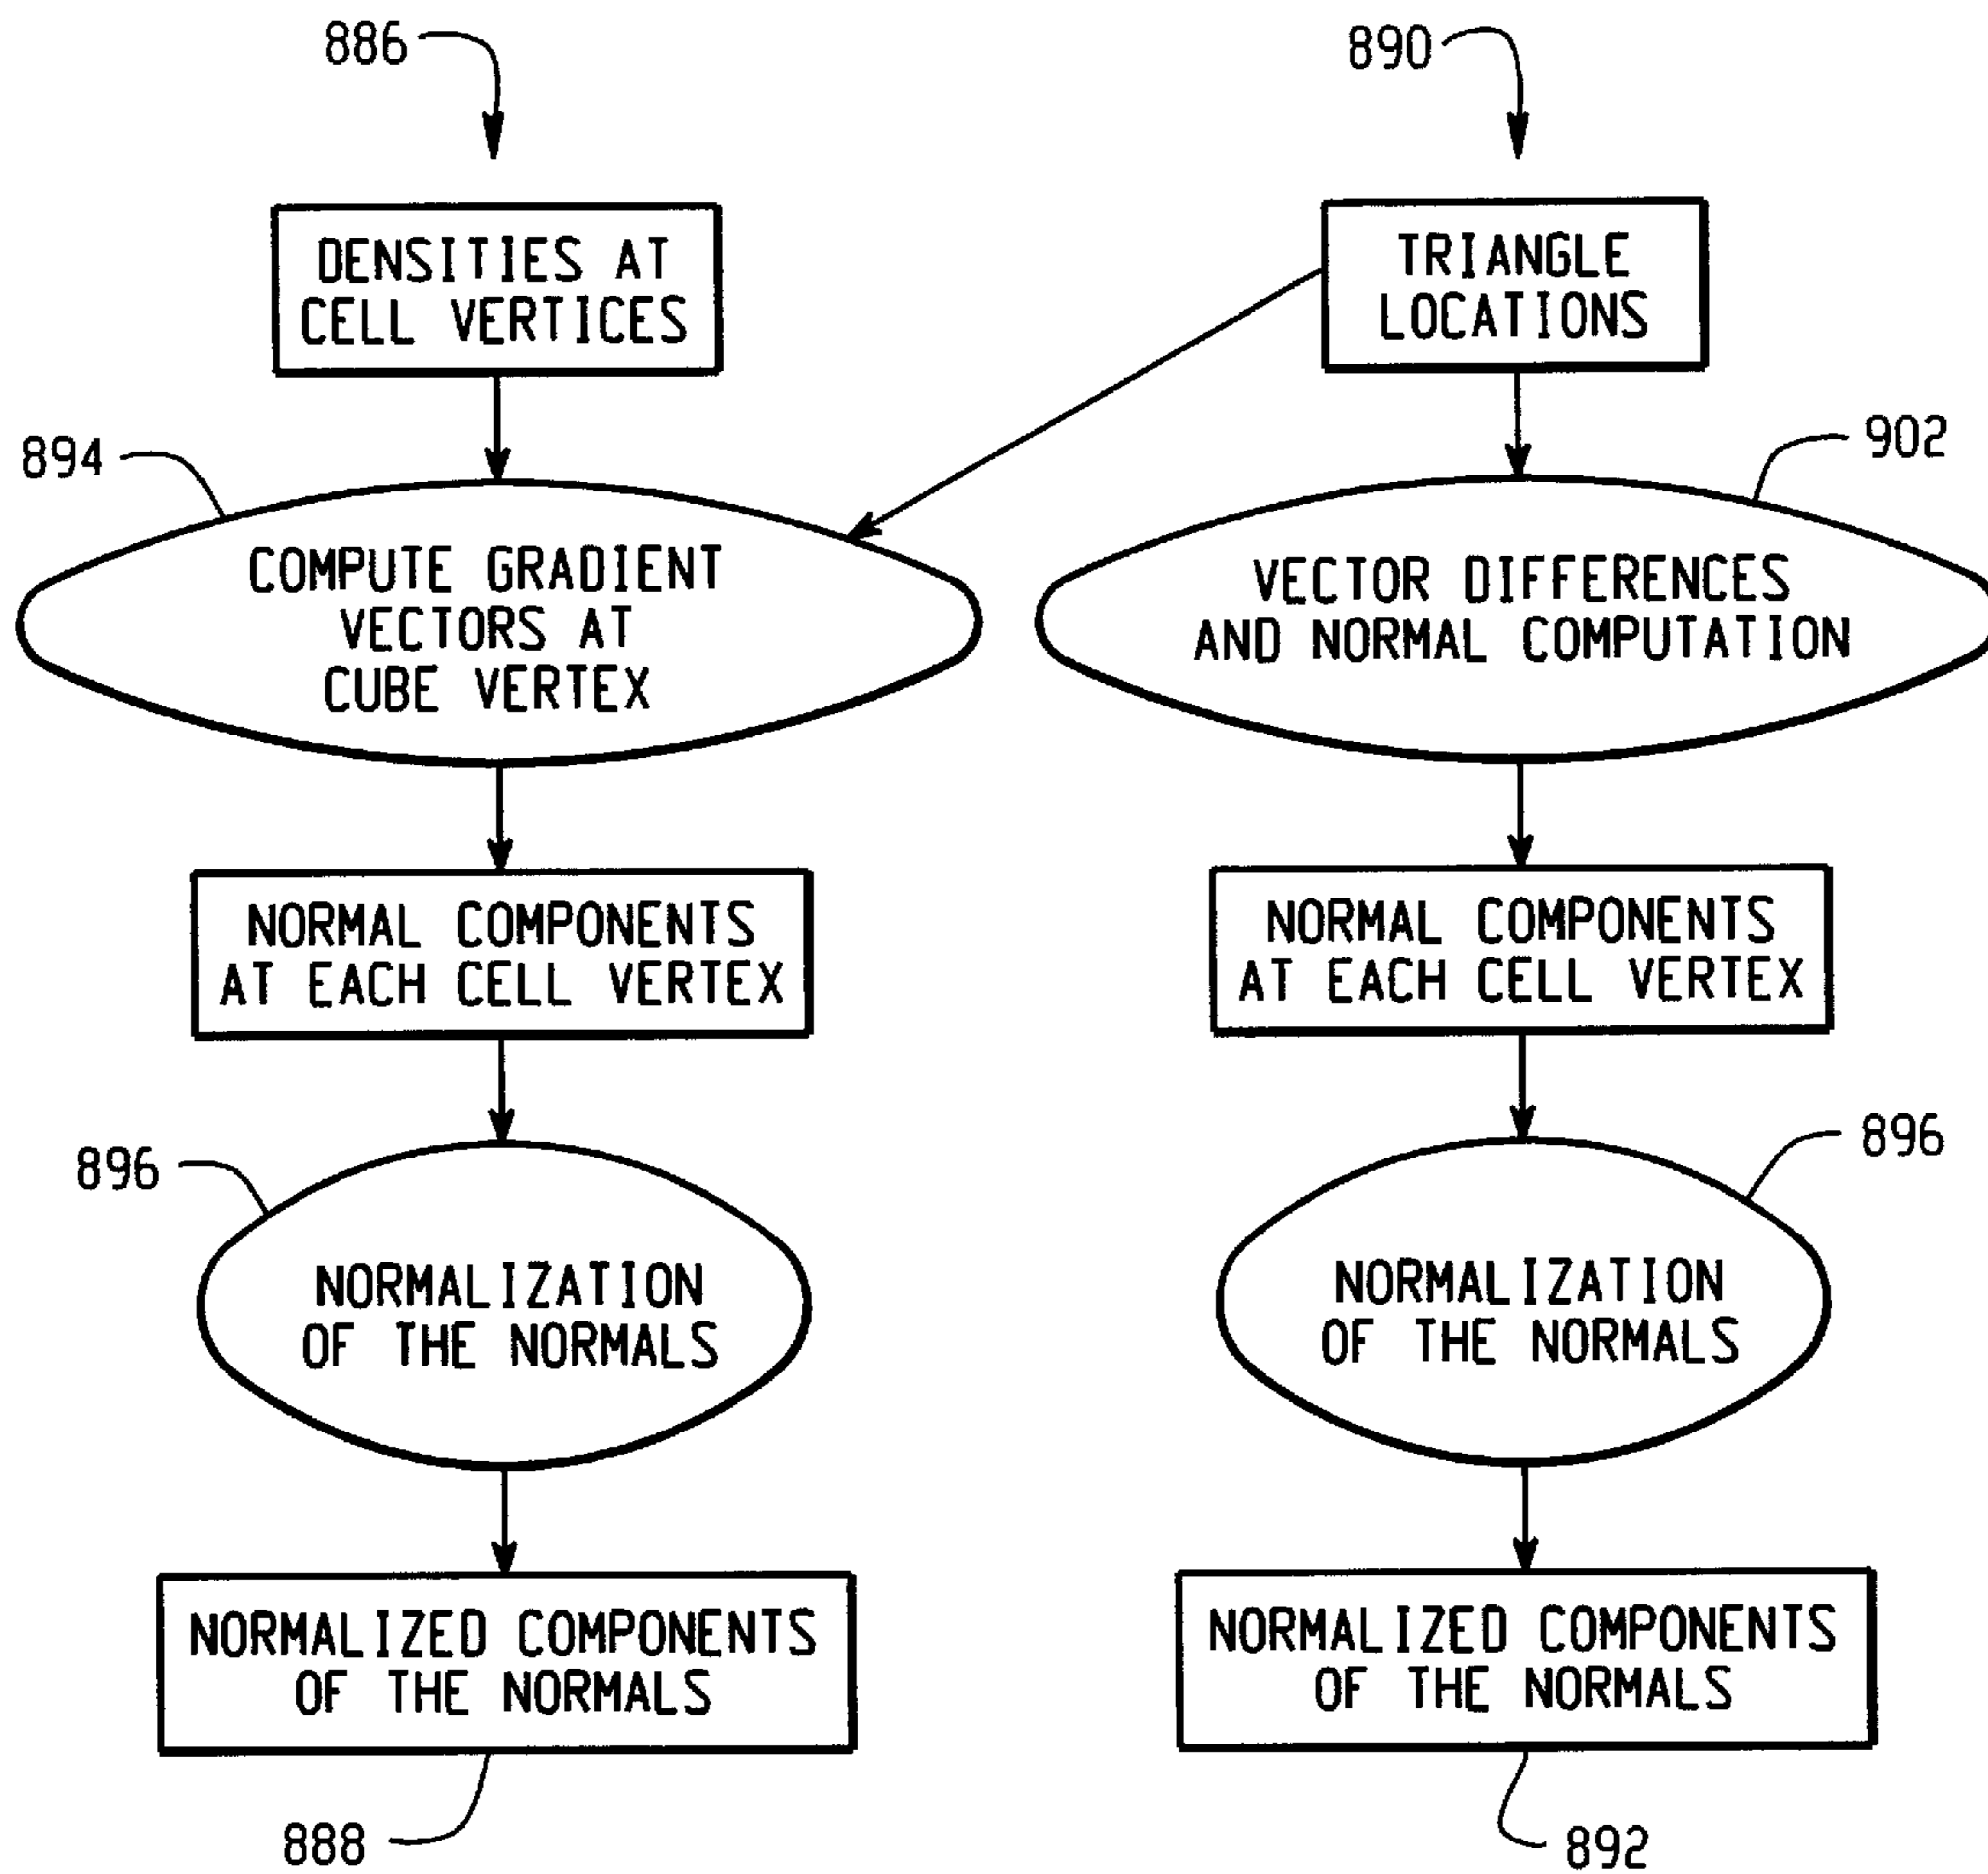 886
DENSITIES AT
CELL VERTICES
894
COMPUTE GRADIENT
VECTORS AT
CUBE VERTEX
NORMAL COMPONENTS
AT EACH CELL VERTEX
896
NORMALIZATION
OF THE NORMALS
NORMALIZED COMPONENTS
OF THE NORMALS
888
890
TRIANGLE
LOCATIONS
902
VECTOR DIFFERENCES
AND NORMAL COMPUTATION
NORMAL COMPONENTS
AT EACH CELL VERTEX
896
NORMALIZATION
OF THE NORMALS
NORMALIZED COMPONENTS
OF THE NORMALS
892